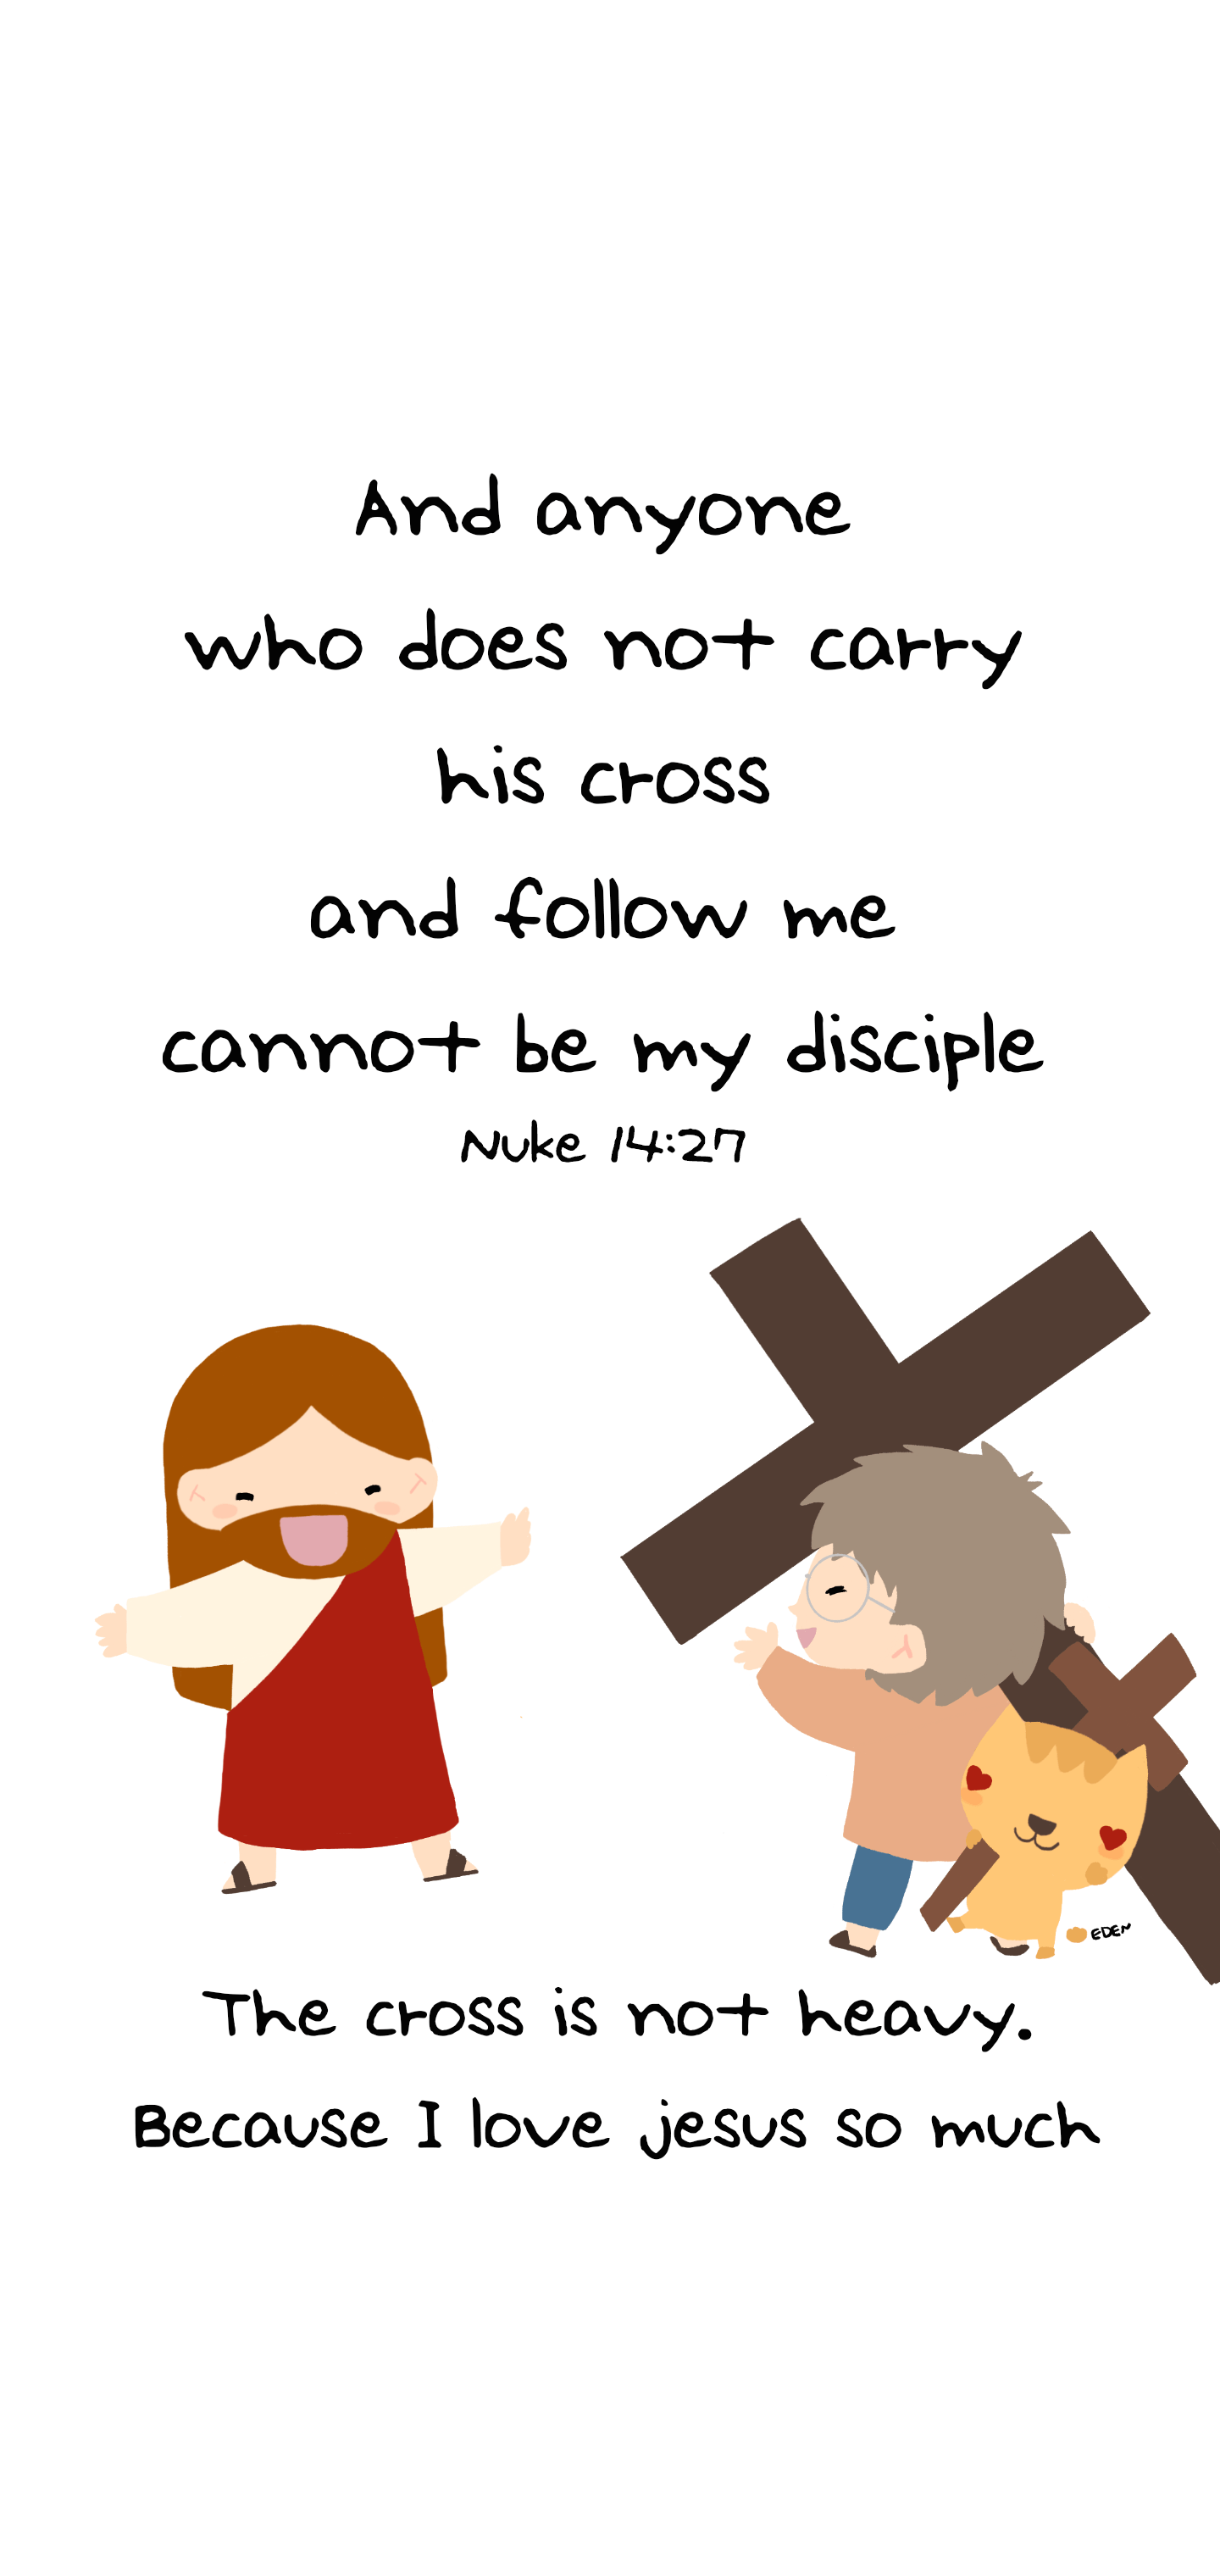 And anyone
who does not carry
his cross
and follow me
cannot be my disciple
Nuke 14:27
EDEN
The cross is not heavy.
Because I love jesus so much